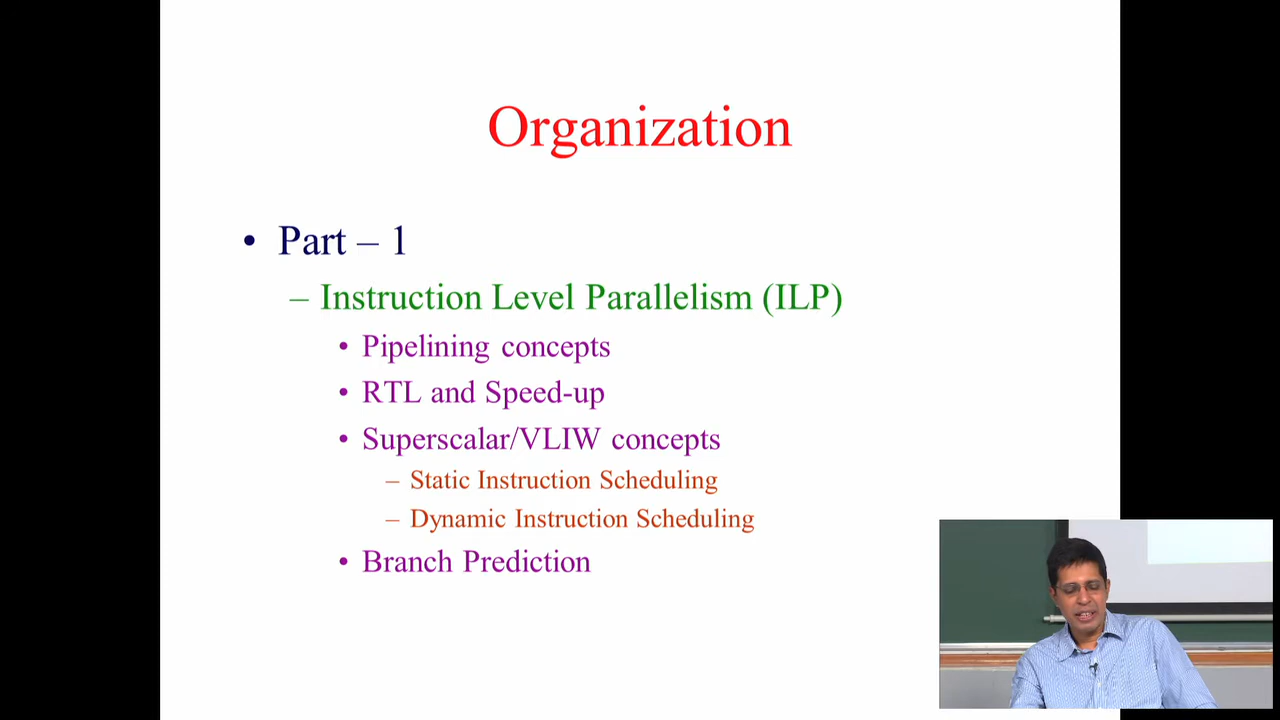 Organization
• Part – 1
– Instruction Level Parallelism (ILP)
• Pipelining concepts
• RTL and Speed-up
• Superscalar/VLIW concepts
– Static Instruction Scheduling
– Dynamic Instruction Scheduling
• Branch Prediction